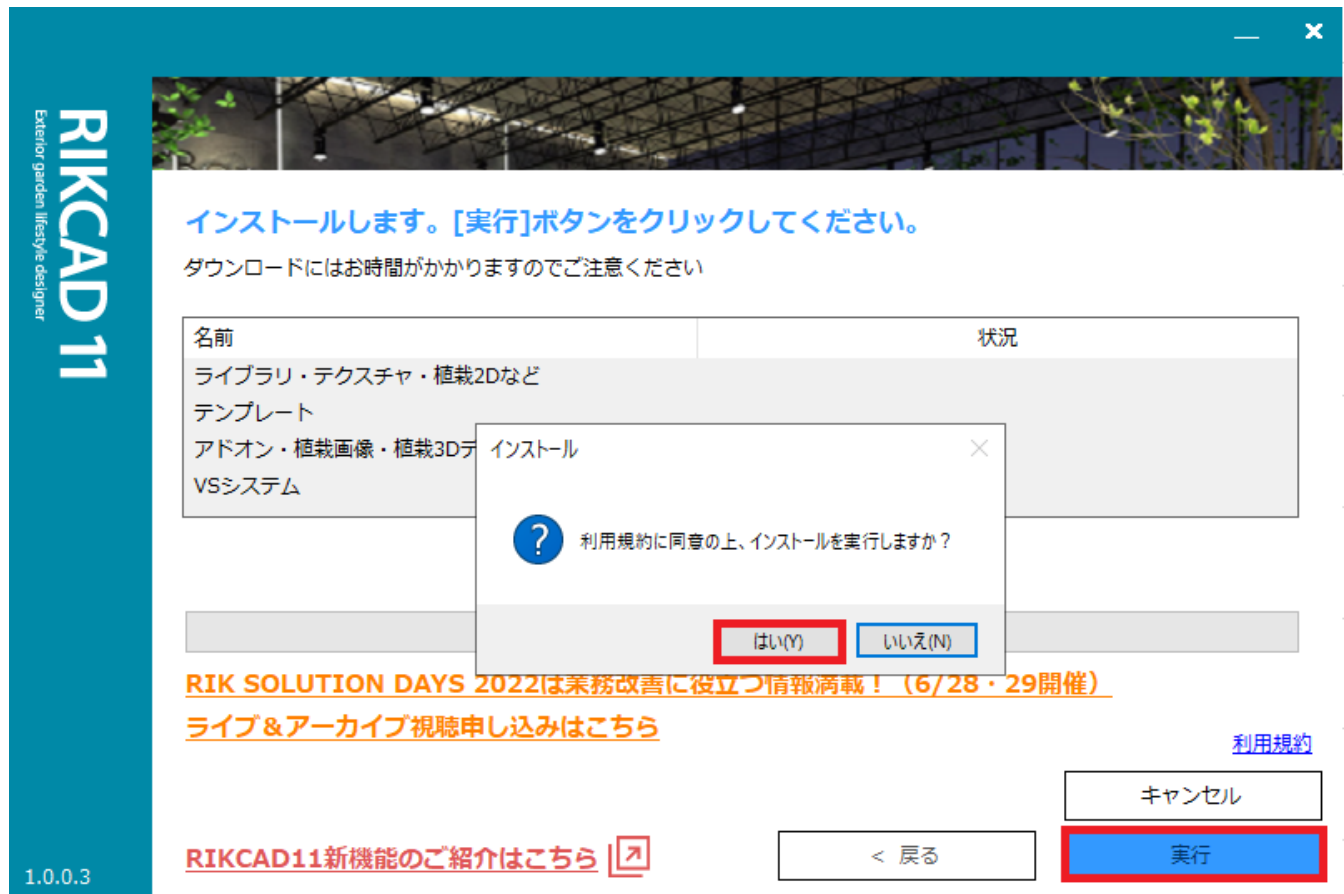 RIKCAD 11
Exterior garden lifestyle designer
インストールします。[実行]ボタンをクリックしてください。
ダウンロードにはお時間がかかりますのでご注意ください
名前 状況
ライブラリ・テクスチャ・植栽2Dなど
テンプレート
アドオン・植栽画像・植栽3Dデ
VSシステム
インストール
利用規約に同意の上、インストールを実行しますか?
はい(Y) いいえ(N)
RIK SOLUTION DAYS 2022は業務改善に役立つ情報満載！（6/28・29開催）
ライブ＆アーカイブ視聴申し込みはこちら
利用規約
キャンセル
RIKCAD11新機能のご紹介はこちら
< 戻る
実行
1.0.0.3